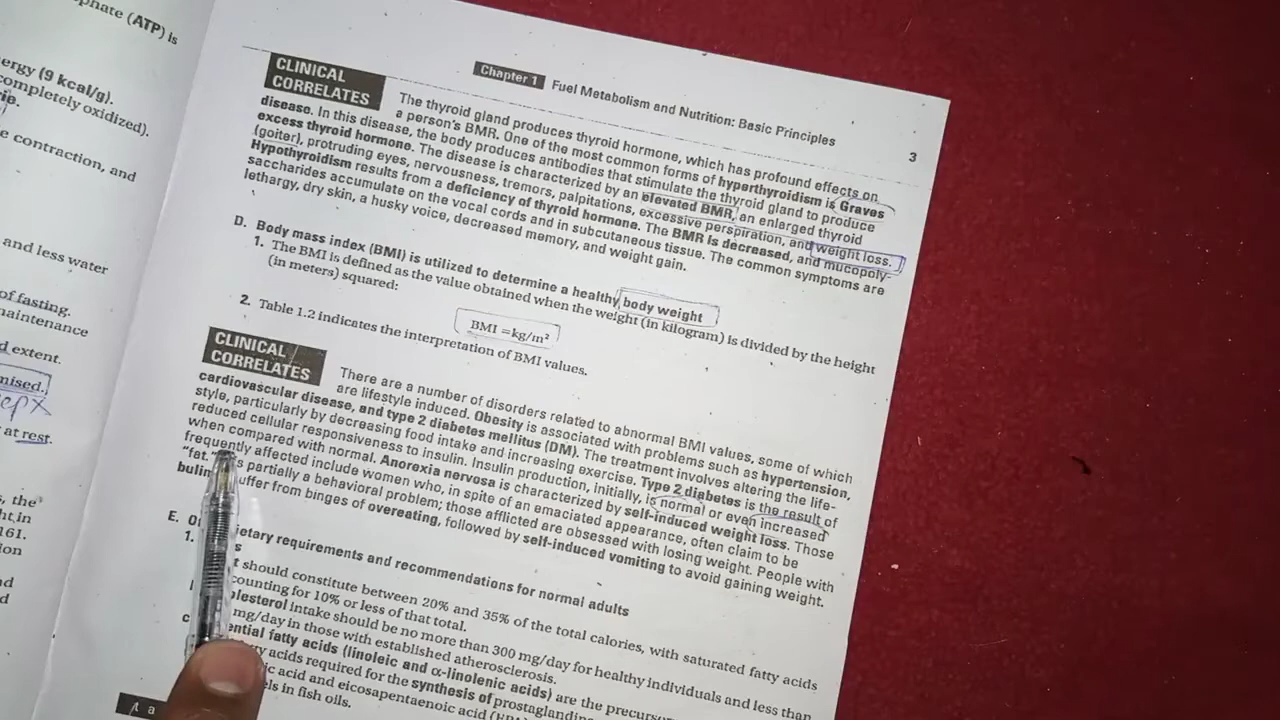 phate (ATP) is
ergy (9 kcal/g).
completely oxidized).
e contraction, and
and less water
of fasting.
naintenance
d extent.
mised.
at rest.
s, the
ht, in
161.
ion
nd
d
Chapter 1 Fuel Metabolism and Nutrition: Basic Principles 3
CLINICAL
CORRELATES
The thyroid gland produces thyroid hormone, which has profound effects on
a person's BMR. One of the most common forms of hyperthyroidism is Graves
disease. In this disease, the body produces antibodies that stimulate the thyroid gland to produce
excess thyroid hormone. The disease is characterized by an elevated BMR, an enlarged thyroid
(goiter), protruding eyes, nervousness, tremors, palpitations, excessive perspiration, and weight loss.
Hypothyroidism results from a deficiency of thyroid hormone. The BMR is decreased, and mucopoly-
saccharides accumulate on the vocal cords and in subcutaneous tissue. The common symptoms are
lethargy, dry skin, a husky voice, decreased memory, and weight gain.
D. Body mass index (BMI) is utilized to determine a healthy body weight
1. The BMI is defined as the value obtained when the weight (in kilogram) is divided by the height
(in meters) squared:
BMI = kg/m²
2. Table 1.2 indicates the interpretation of BMI values.
CLINICAL
CORRELATES
There are a number of disorders related to abnormal BMI values, some of which
are lifestyle induced. Obesity is associated with problems such as hypertension,
cardiovascular disease, and type 2 diabetes mellitus (DM). The treatment involves altering the life-
style, particularly by decreasing food intake and increasing exercise. Type 2 diabetes is the result of
reduced cellular responsiveness to insulin. Insulin production, initially, is normal or even increased
when compared with normal. Anorexia nervosa is characterized by self-induced weight loss. Those
frequently affected include women who, in spite of an emaciated appearance, often claim to be
"fat." is partially a behavioral problem; those afflicted are obsessed with losing weight. People with
bulim uffer from binges of overeating, followed by self-induced vomiting to avoid gaining weight.
E. O ietary requirements and recommendations for normal adults
1. s
t should constitute between 20% and 35% of the total calories, with saturated fatty acids
counting for 10% or less of that total.
olesterol intake should be no more than 300 mg/day for healthy individuals and less than
mg/day in those with established atherosclerosis.
c ential fatty acids (linoleic and α-linolenic acids) are the precurso
y acids required for the synthesis of prostaglandin
ic acid and eicosapentaenoic acid (EPA)
els in fish oils.